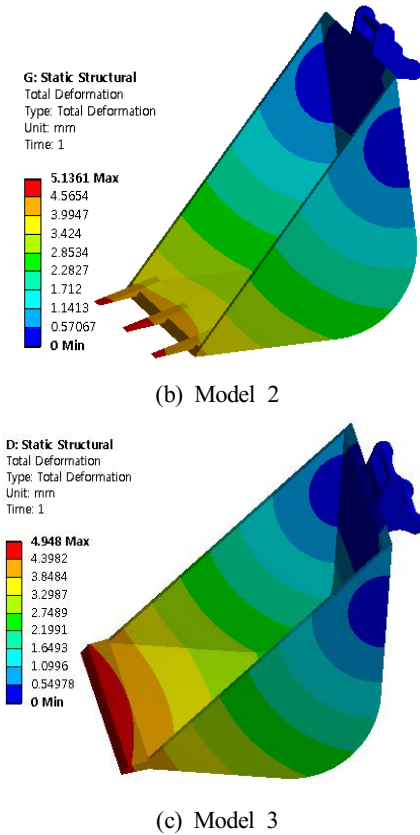 G: Static Structural
Total Deformation
Type: Total Deformation
Unit: mm
Time: 1
5.1361 Max
4.5654
3.9947
3.424
2.8534
2.2827
1.712
1.1413
0.57067
0 Min
(b) Model 2
D: Static Structural
Total Deformation
Type: Total Deformation
Unit: mm
Time: 1
4.948 Max
4.3982
3.8484
3.2987
2.7489
2.1991
1.6493
1.0996
0.54978
0 Min
(c) Model 3